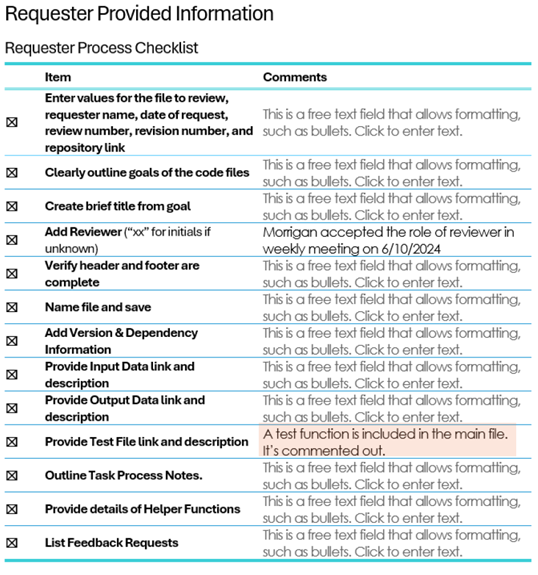 Requester Provided Information
Requester Process Checklist
Item Comments
Enter values for the file to review,
requester name, date of request,
review number, revision number, and
repository link
This is a free text field that allows formatting,
such as bullets. Click to enter text.
Clearly outline goals of the code files
This is a free text field that allows formatting,
such as bullets. Click to enter text.
Create brief title from goal
This is a free text field that allows formatting,
such as bullets. Click to enter text.
Add Reviewer (“xx” for initials if
unknown)
Morrigan accepted the role of reviewer in
weekly meeting on 6/10/2024
Verify header and footer are
complete
This is a free text field that allows formatting,
such as bullets. Click to enter text.
Name file and save
This is a free text field that allows formatting,
such as bullets. Click to enter text.
Add Version & Dependency
Information
This is a free text field that allows formatting,
such as bullets. Click to enter text.
Provide Input Data link and
description
This is a free text field that allows formatting,
such as bullets. Click to enter text.
Provide Output Data link and
description
This is a free text field that allows formatting,
such as bullets. Click to enter text.
Provide Test File link and description
A test function is included in the main file.
It’s commented out.
Outline Task Process Notes.
This is a free text field that allows formatting,
such as bullets. Click to enter text.
Provide details of Helper Functions
This is a free text field that allows formatting,
such as bullets. Click to enter text.
List Feedback Requests
This is a free text field that allows formatting,
such as bullets. Click to enter text.